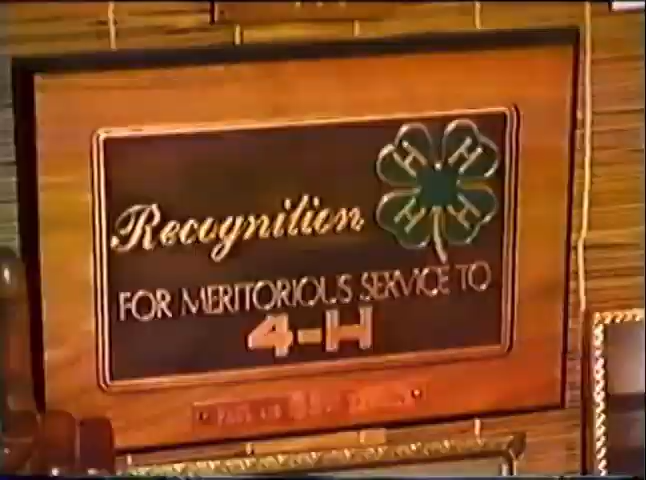 H H
H H
Recognition
FOR MERITORIOUS SERVICE TO
4-H